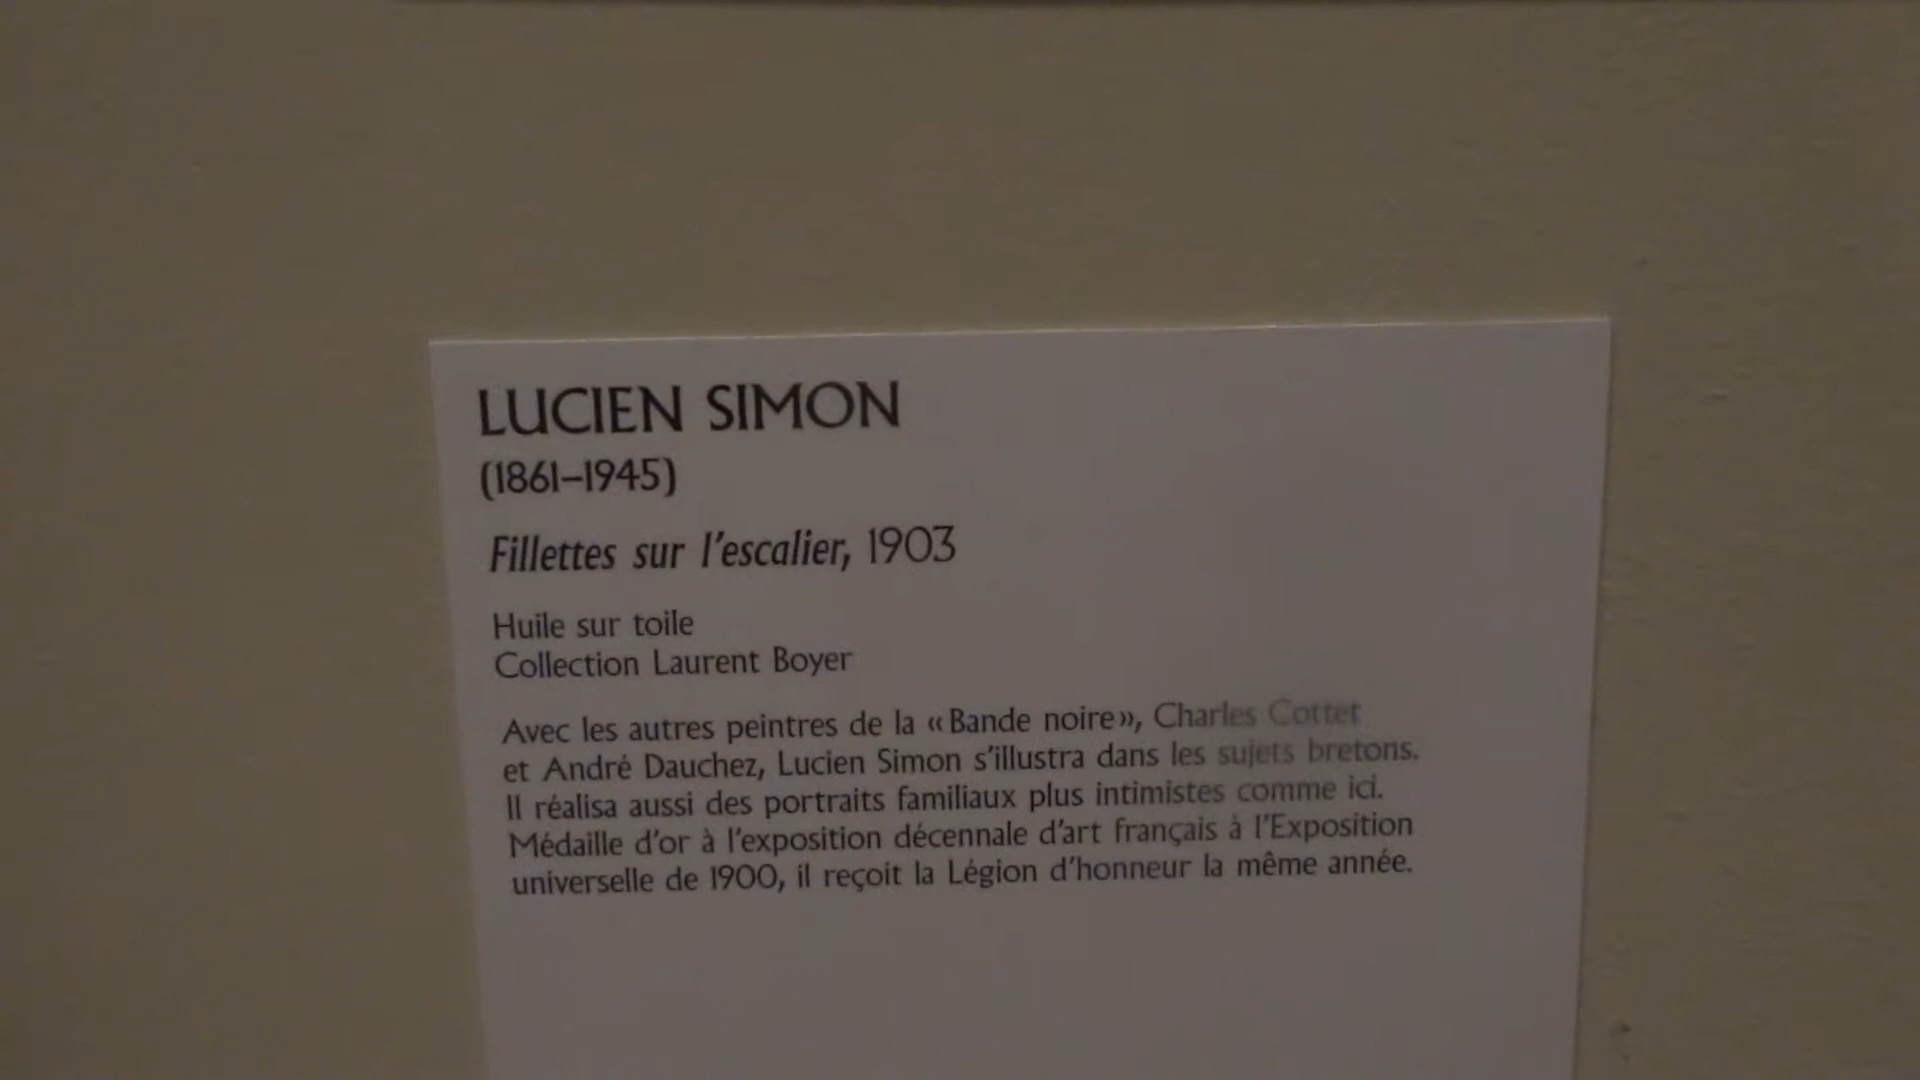 LUCIEN SIMON
(1861–1945)
Fillettes sur l'escalier, 1903
Huile sur toile
Collection Laurent Boyer
Avec les autres peintres de la «Bande noire», Charles Cottet
et André Dauchez, Lucien Simon s'illustra dans les sujets bretons.
Il réalisa aussi des portraits familiaux plus intimistes comme ici.
Médaille d'or à l'exposition décennale d'art français à l'Exposition
universelle de 1900, il reçoit la Légion d'honneur la même année.